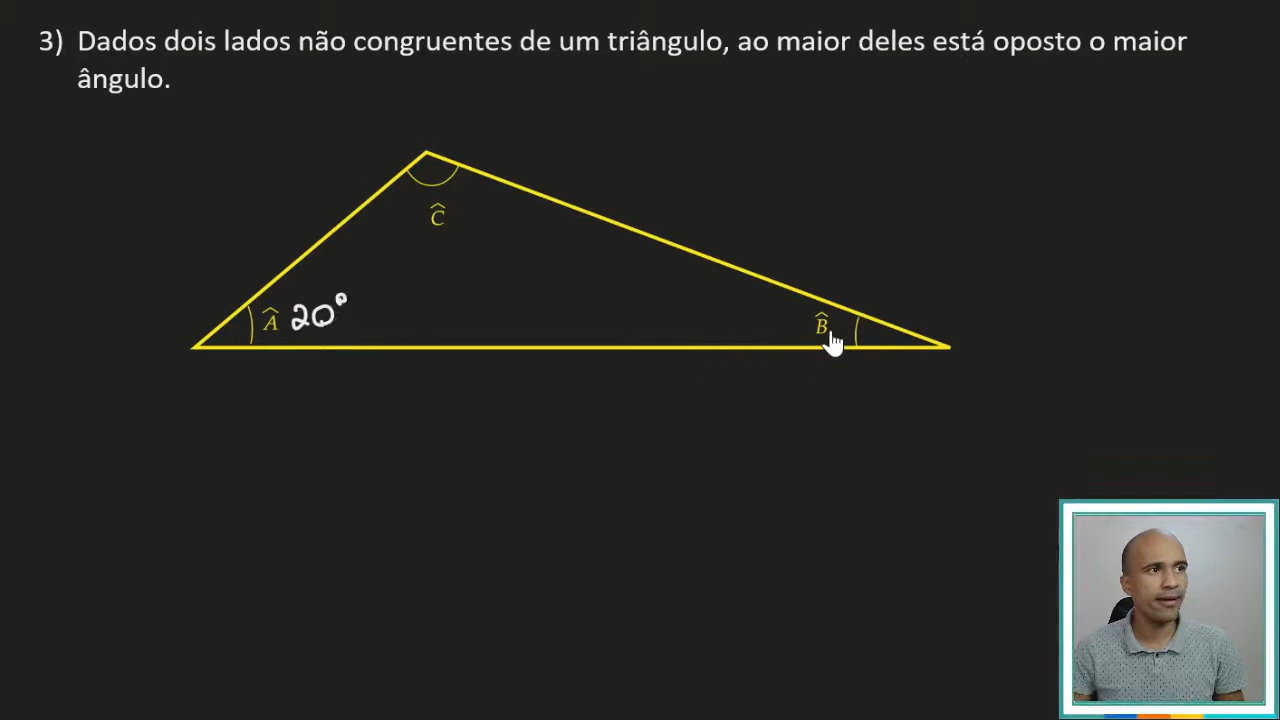 3) Dados dois lados não congruentes de um triângulo, ao maior deles está oposto o maior
ângulo.
Ĉ
Â 20°
B̂